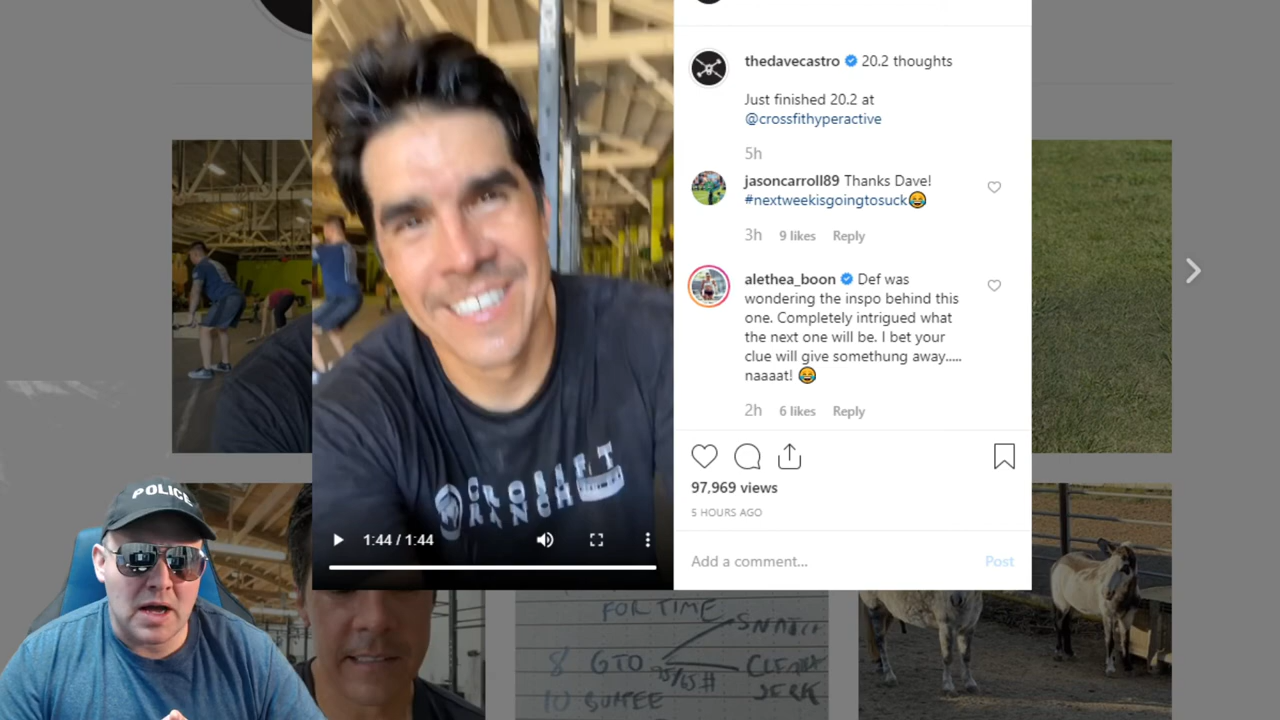 thedavecastro 20.2 thoughts
Just finished 20.2 at
@crossfithyperactive
5h
jasoncarroll89 Thanks Dave!
#nextweekisgoingtosuck😂
3h 9 likes Reply
alethea_boon Def was
wondering the inspo behind this
one. Completely intrigued what
the next one will be. I bet your
clue will give somethung away.....
naaaat! 😂
2h 6 likes Reply
97,969 views
5 HOURS AGO
Add a comment... Post
CROSSFIT
RANCH
1:44 / 1:44
POLICE
FOR TIME
SNATCH
8 GTO CLEAN
95/65# JERK
10 BURPEE